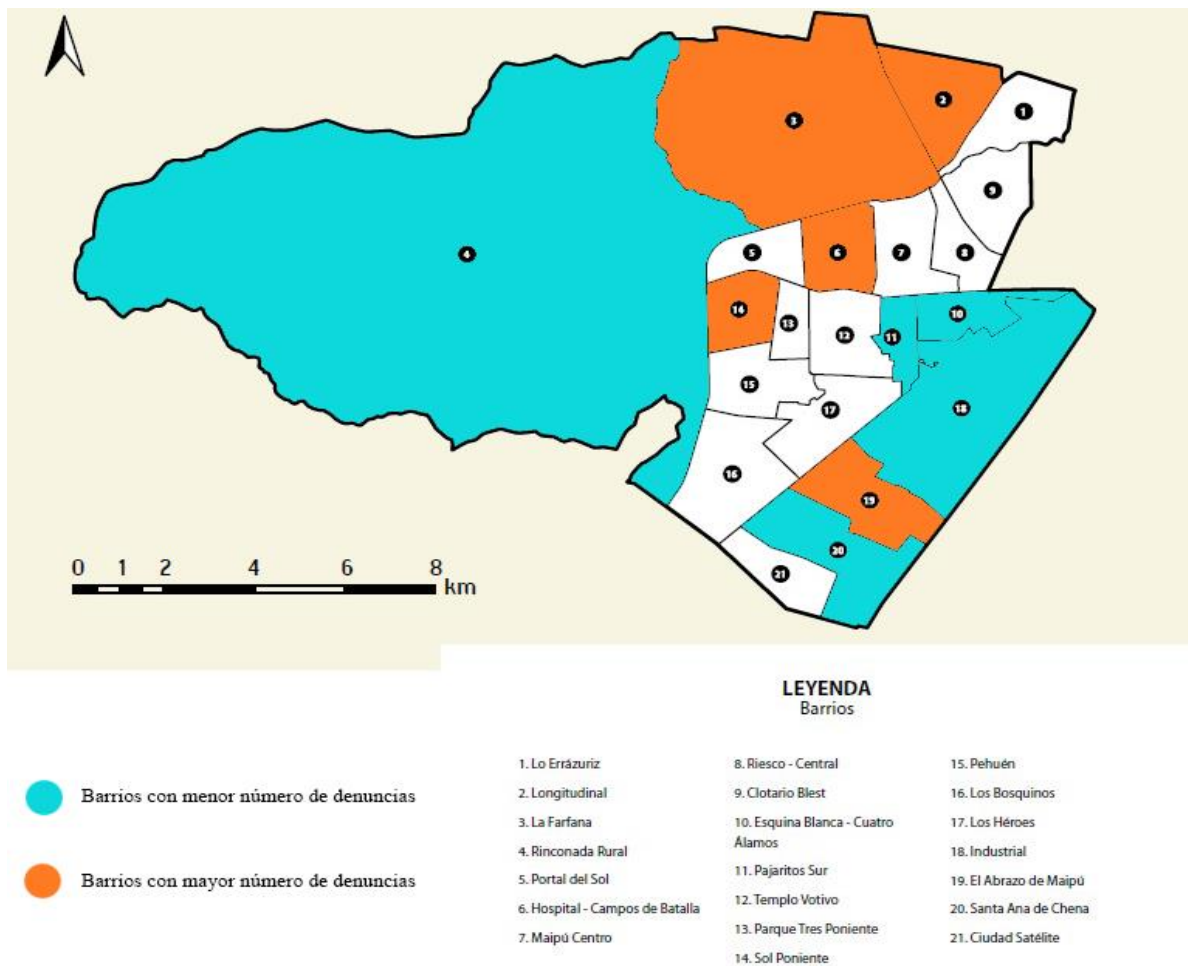 3
2
1
9
4
5
6
7
8
14
13
12
11
10
15
17
18
16
19
20
21
0 1 2 4 6 8
km
LEYENDA
Barrios
Barrios con menor número de denuncias
Barrios con mayor número de denuncias
1. Lo Errázuriz
2. Longitudinal
3. La Farfana
4. Rinconada Rural
5. Portal del Sol
6. Hospital - Campos de Batalla
7. Maipú Centro
8. Riesco - Central
9. Clotario Blest
10. Esquina Blanca - Cuatro
Álamos
11. Pajaritos Sur
12. Templo Votivo
13. Parque Tres Poniente
14. Sol Poniente
15. Pehuén
16. Los Bosquinos
17. Los Héroes
18. Industrial
19. El Abrazo de Maipú
20. Santa Ana de Chena
21. Ciudad Satélite